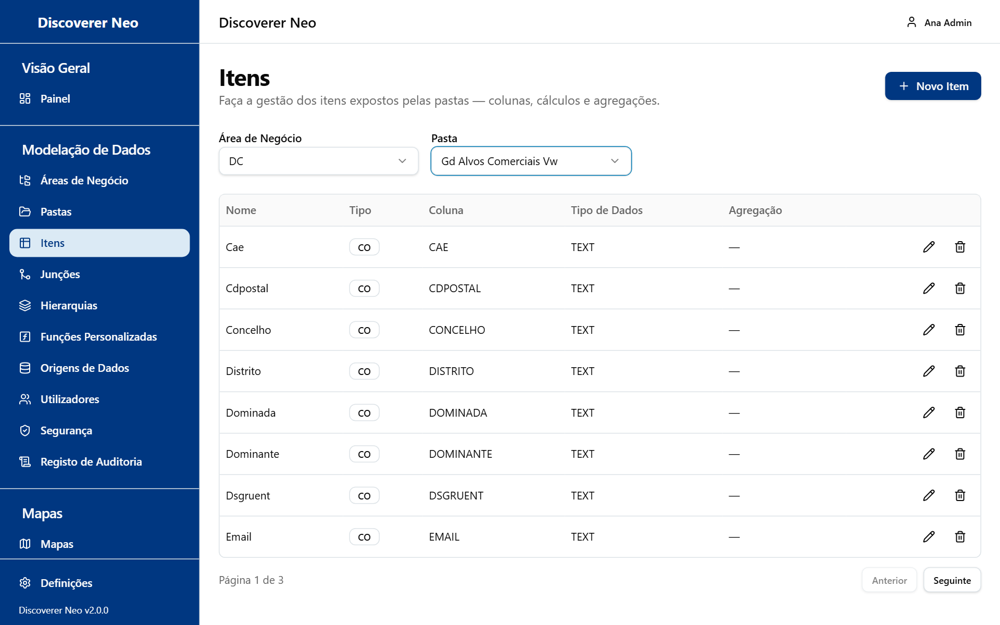 Discoverer Neo
Discoverer Neo
Ana Admin
Visão Geral
Painel
Modelação de Dados
Áreas de Negócio
Pastas
Itens
Junções
Hierarquias
Funções Personalizadas
Origens de Dados
Utilizadores
Segurança
Registo de Auditoria
Mapas
Mapas
Definições
Discoverer Neo v2.0.0
Itens
Faça a gestão dos itens expostos pelas pastas — colunas, cálculos e agregações.
+ Novo Item
Área de Negócio
DC
Pasta
Gd Alvos Comerciais Vw
Nome Tipo Coluna Tipo de Dados Agregação
Cae CO CAE TEXT —
Cdpostal CO CDPOSTAL TEXT —
Concelho CO CONCELHO TEXT —
Distrito CO DISTRITO TEXT —
Dominada CO DOMINADA TEXT —
Dominante CO DOMINANTE TEXT —
Dsgruent CO DSGRUENT TEXT —
Email CO EMAIL TEXT —
Página 1 de 3
Anterior
Seguinte